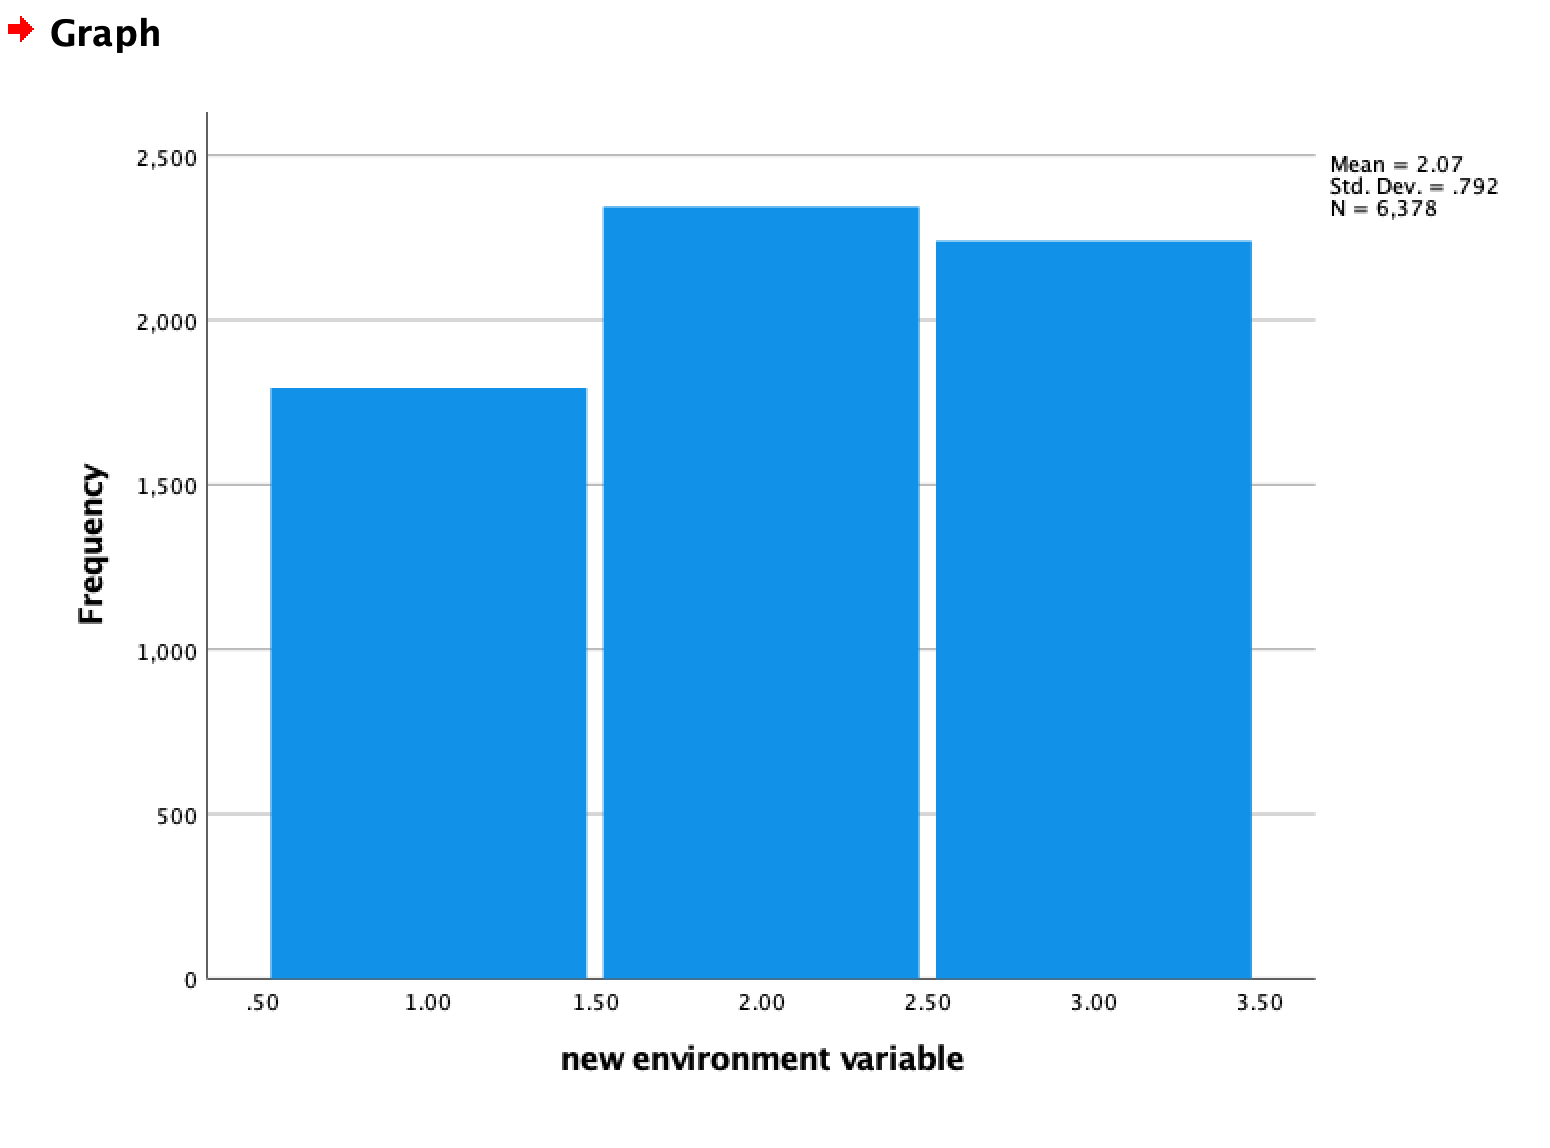 Graph
2,500
2,000
1,500
1,000
500
0
Frequency
.50 1.00 1.50 2.00 2.50 3.00 3.50
new environment variable
Mean = 2.07
Std. Dev. = .792
N = 6,378